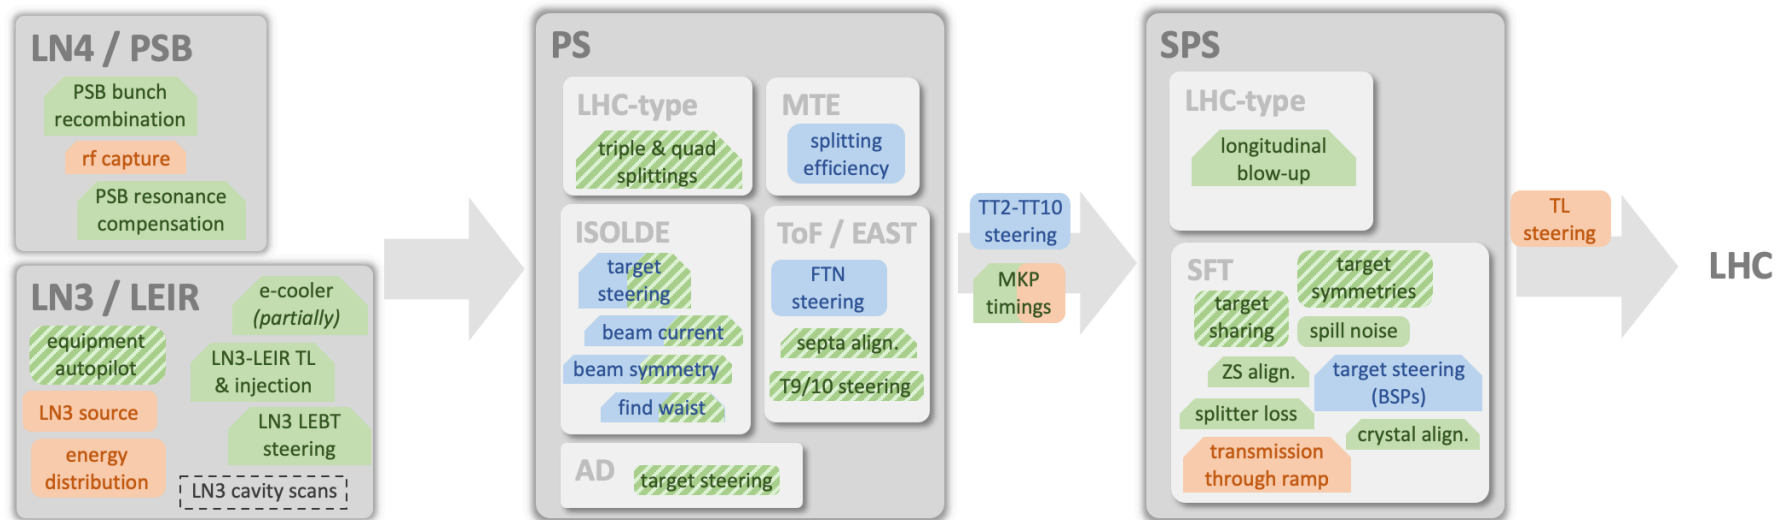 LN4 / PSB
PSB bunch
recombination
rf capture
PSB resonance
compensation
LN3 / LEIR
e-cooler
(partially)
equipment
autopilot
LN3-LEIR TL
& injection
LN3 source
LN3 LEBT
steering
energy
distribution
LN3 cavity scans
PS
LHC-type
triple & quad
splittings
MTE
splitting
efficiency
ISOLDE
target
steering
beam current
beam symmetry
find waist
ToF / EAST
FTN
steering
septa align.
T9/10 steering
AD
target steering
TT2-TT10
steering
MKP
timings
SPS
LHC-type
longitudinal
blow-up
SFT
target
symmetries
target
sharing
spill noise
ZS align.
target steering
(BSPs)
splitter loss
crystal align.
transmission
through ramp
TL
steering
LHC